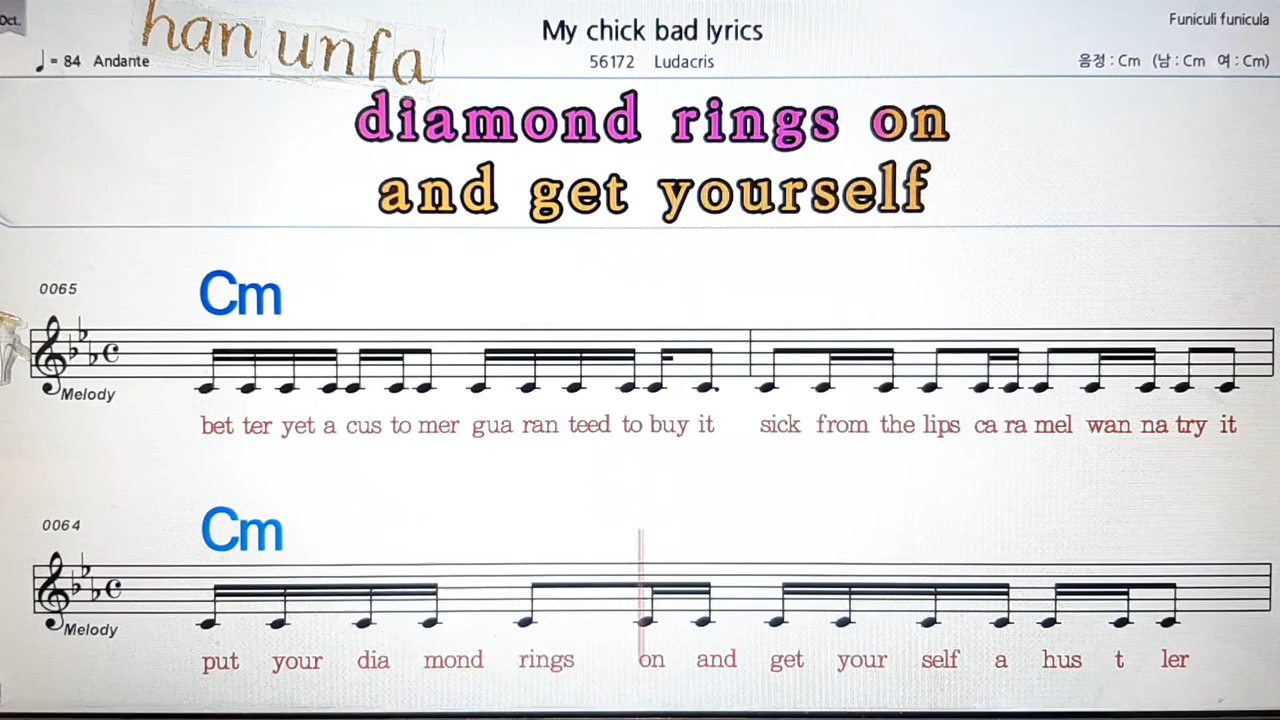 Oct.
han unfa
My chick bad lyrics
Funiculi funicula
♩= 84 Andante
56172 Ludacris
음정 : Cm (남 : Cm 여 : Cm)
diamond rings on
and get yourself
0065
Cm
Melody
bet ter yet a cus to mer gua ran teed to buy it sick from the lips ca ra mel wan na try it
0064
Cm
Melody
put your dia mond rings on and get your self a hus t ler